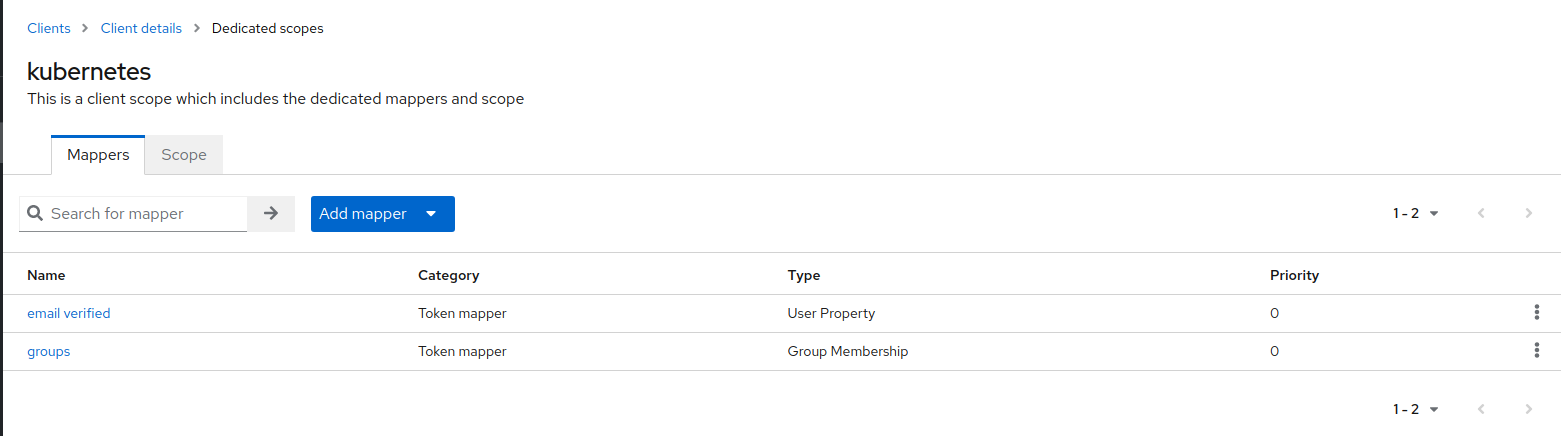 Clients > Client details > Dedicated scopes
kubernetes
This is a client scope which includes the dedicated mappers and scope
Mappers Scope
Search for mapper Add mapper 1 - 2
Name Category Type Priority
email verified Token mapper User Property 0
groups Token mapper Group Membership 0
1 - 2